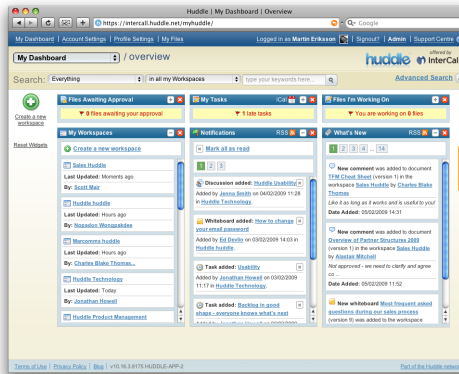 Huddle | My Dashboard | Overview
https://intercall.huddle.net/myhuddle/
Google
My Dashboard | Account Settings | Profile Settings | My Files
Logged in as Martin Eriksson | Signout? | Admin | Support Centre
My Dashboard / overview
huddle offered by InterCal
Search: Everything in all my Workspaces type your keywords here... Advanced Search
Create a new workspace
Reset Widgets
Files Awaiting Approval
0 files awaiting your approval
My Tasks iCal
1 late tasks
Files I'm Working On
You are working on 0 files
My Workspaces
Create a new workspace
Sales Huddle
Last Updated: Moments ago
By: Scott Mair
Huddle huddle
Last Updated: Hours ago
By: Napadon Wongpakdee
Marcomms huddle
Last Updated: Hours ago
By: Charles Blake Thomas...
Huddle Technology
Last Updated: Today
By: Jonathan Howell
Huddle Product Management
Notifications RSS
Mark all as read
1 2 3
Discussion added: Huddle Usability
Added by Jenna Smith on 04/02/2009 11:28
in Huddle Technology.
Whiteboard added: How to change
your email password
Added by Ed Devlin on 03/02/2009 14:03 in
Huddle huddle.
Task added: Usability
Added by Jonathan Howell on 03/02/2009
11:17 in Huddle Technology.
Task added: Backlog in good
shape - everyone knows what's next
Added by Jonathan Howell on 03/02/2009
What's New RSS
1 2 3 4 ... 14
New comment was added to document
TFM Cheat Sheet (version 1) in the
workspace Sales Huddle by Charles Blake
Thomas
Like it as long as it works and is useful to you!
Date Added: 05/02/2009 14:31
New comment was added to document
Overview of Partner Structures 2009
(version 1) in the workspace Sales Huddle
by Alastair Mitchell
Not approved - we need to clarify and agree
co ...
Date Added: 05/02/2009 11:52
New whiteboard Most frequent asked
questions during our sales process
(version 9) was added to the workspace
Terms of Use | Privacy Policy | Blog | v10.16.3.6175 HUDDLE-APP-2
Part of the Huddle netwo